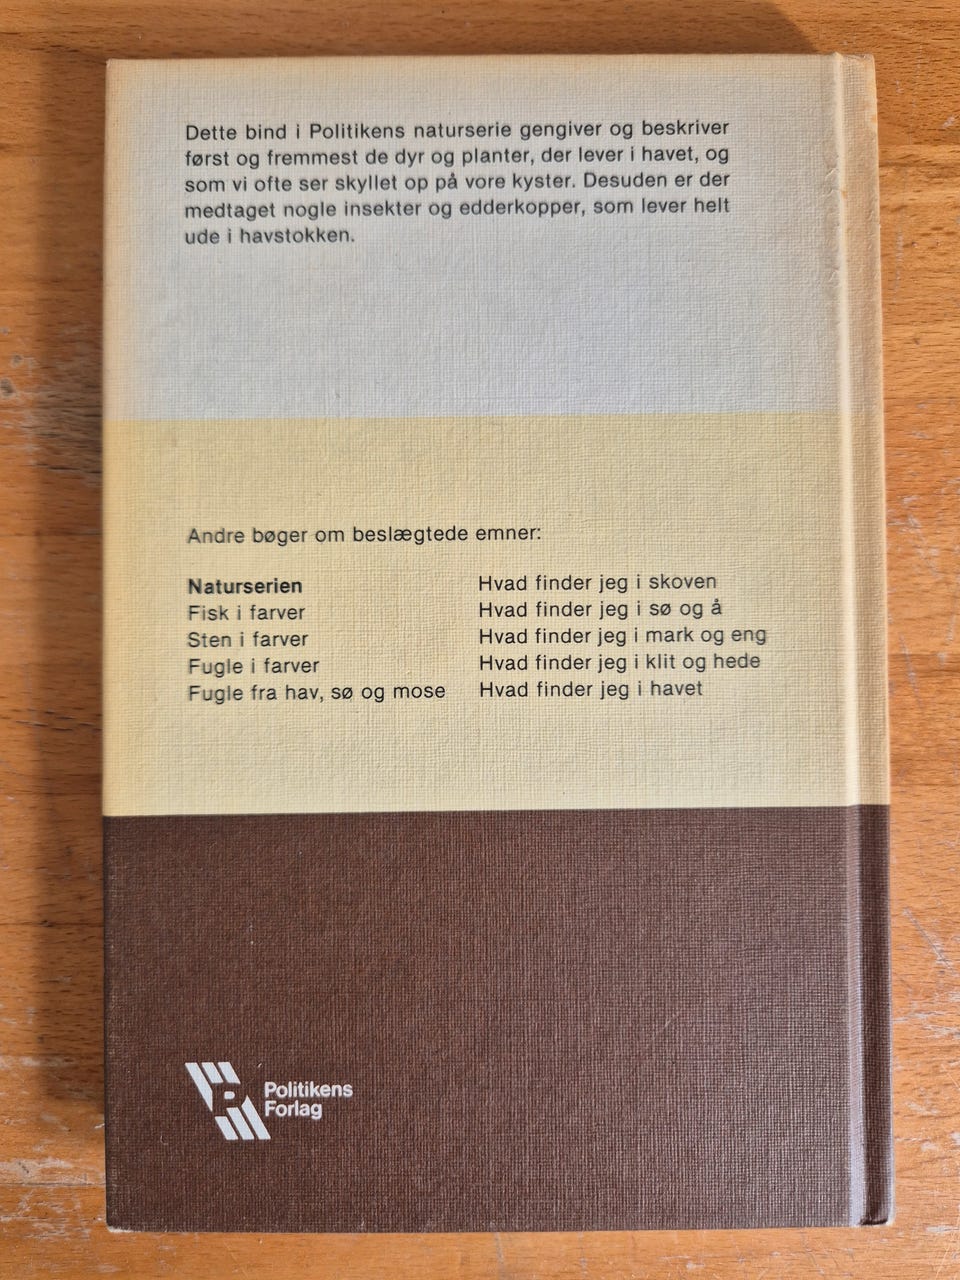 Dette bind i Politikens naturserie gengiver og beskriver
først og fremmest de dyr og planter, der lever i havet, og
som vi ofte ser skyllet op på vore kyster. Desuden er der
medtaget nogle insekter og edderkopper, som lever helt
ude i havstokken.
Andre bøger om beslægtede emner:
Naturserien
Fisk i farver
Sten i farver
Fugle i farver
Fugle fra hav, sø og mose
Hvad finder jeg i skoven
Hvad finder jeg i sø og å
Hvad finder jeg i mark og eng
Hvad finder jeg i klit og hede
Hvad finder jeg i havet
P
Politikens
Forlag